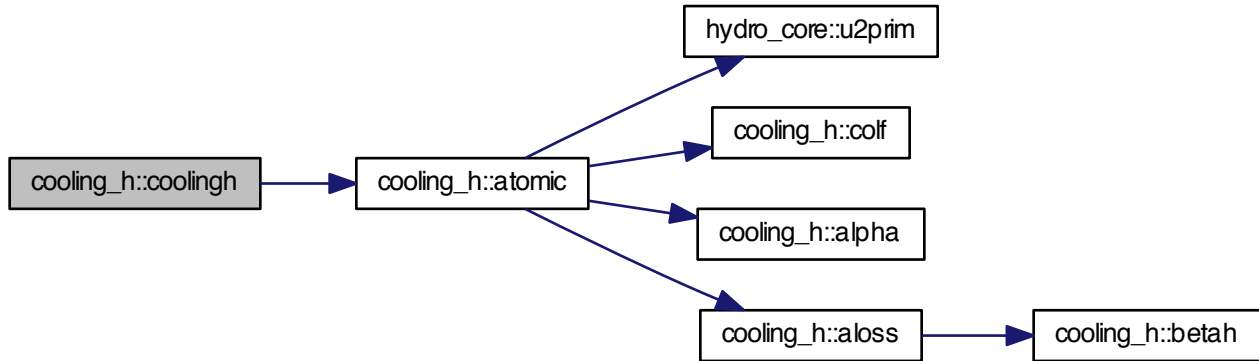 hydro_core::u2prim
cooling_h::colf
cooling_h::coolingh
cooling_h::atomic
cooling_h::alpha
cooling_h::aloss
cooling_h::betah